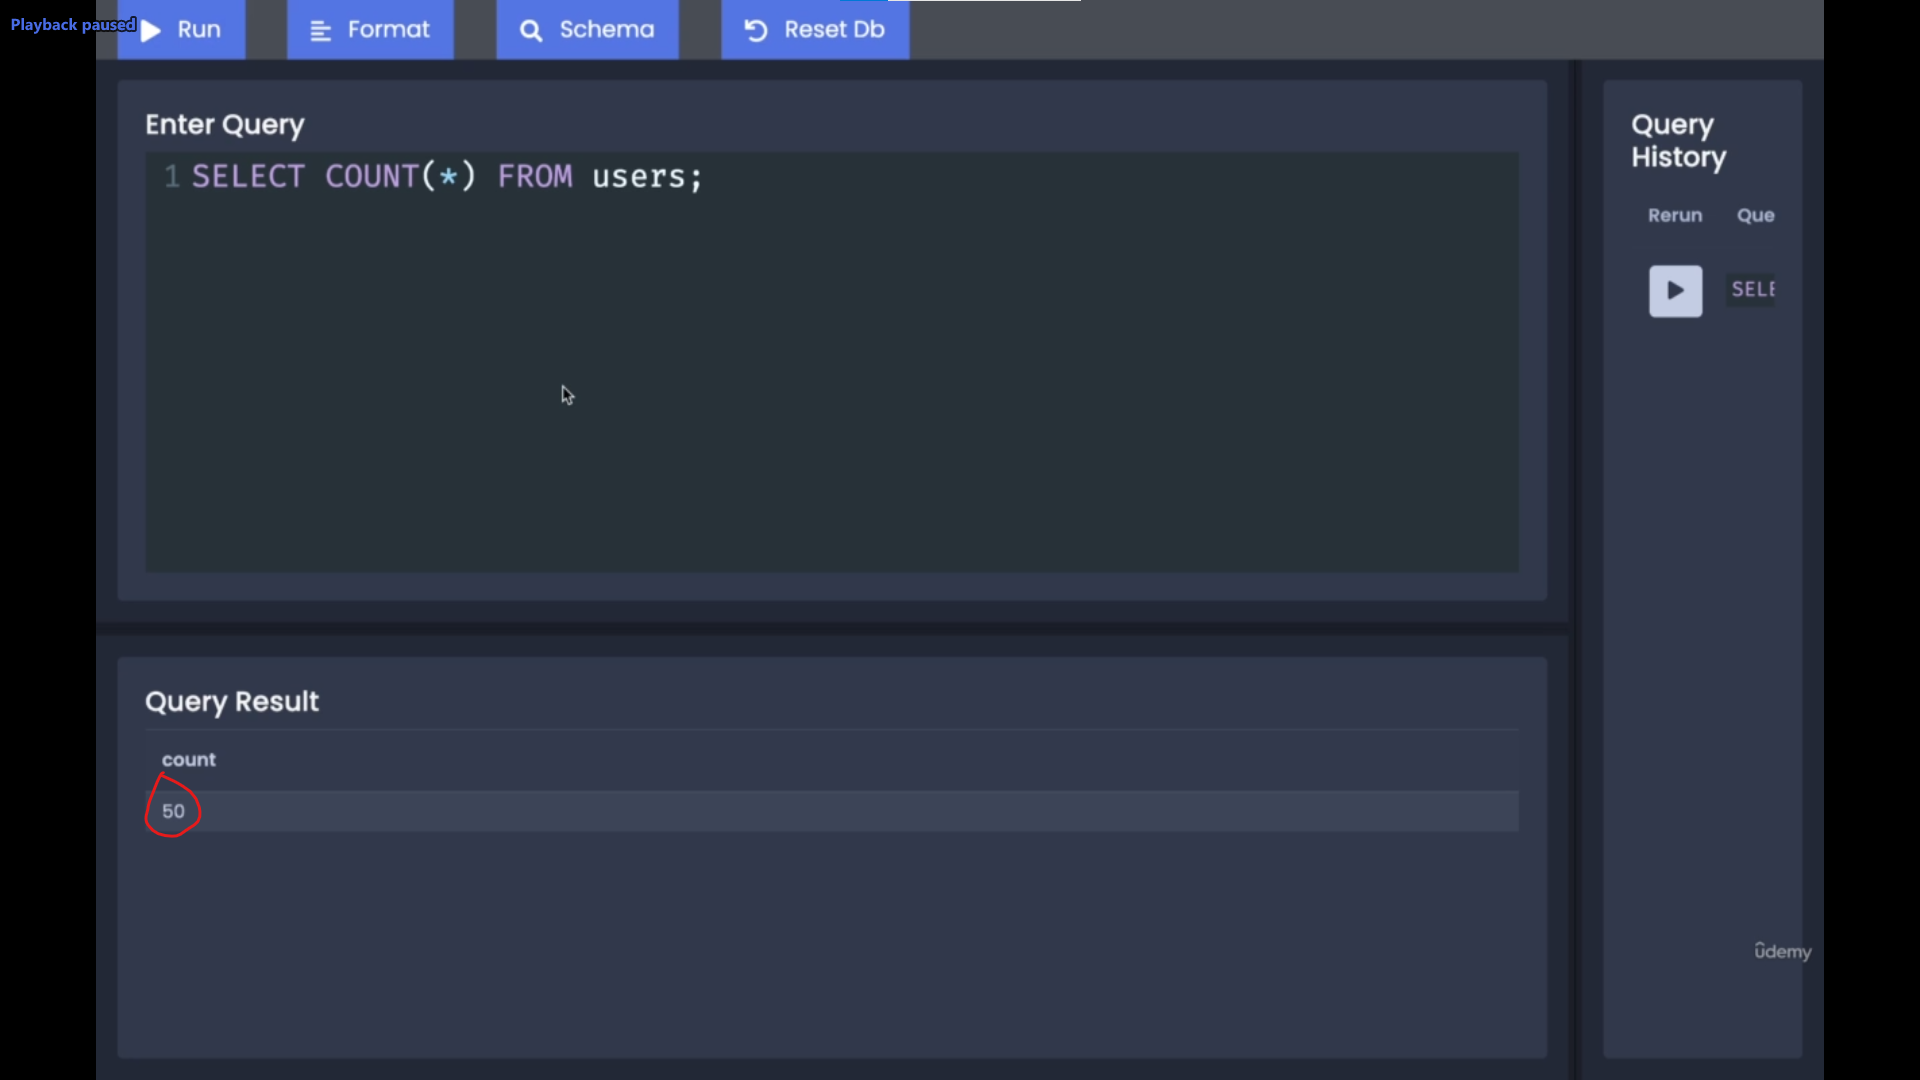 Playback paused
Run
Format
Schema
Reset Db
Enter Query
1 SELECT COUNT(*) FROM users;
Query Result
count
50
Query
History
Rerun Que
SELE
ûdemy